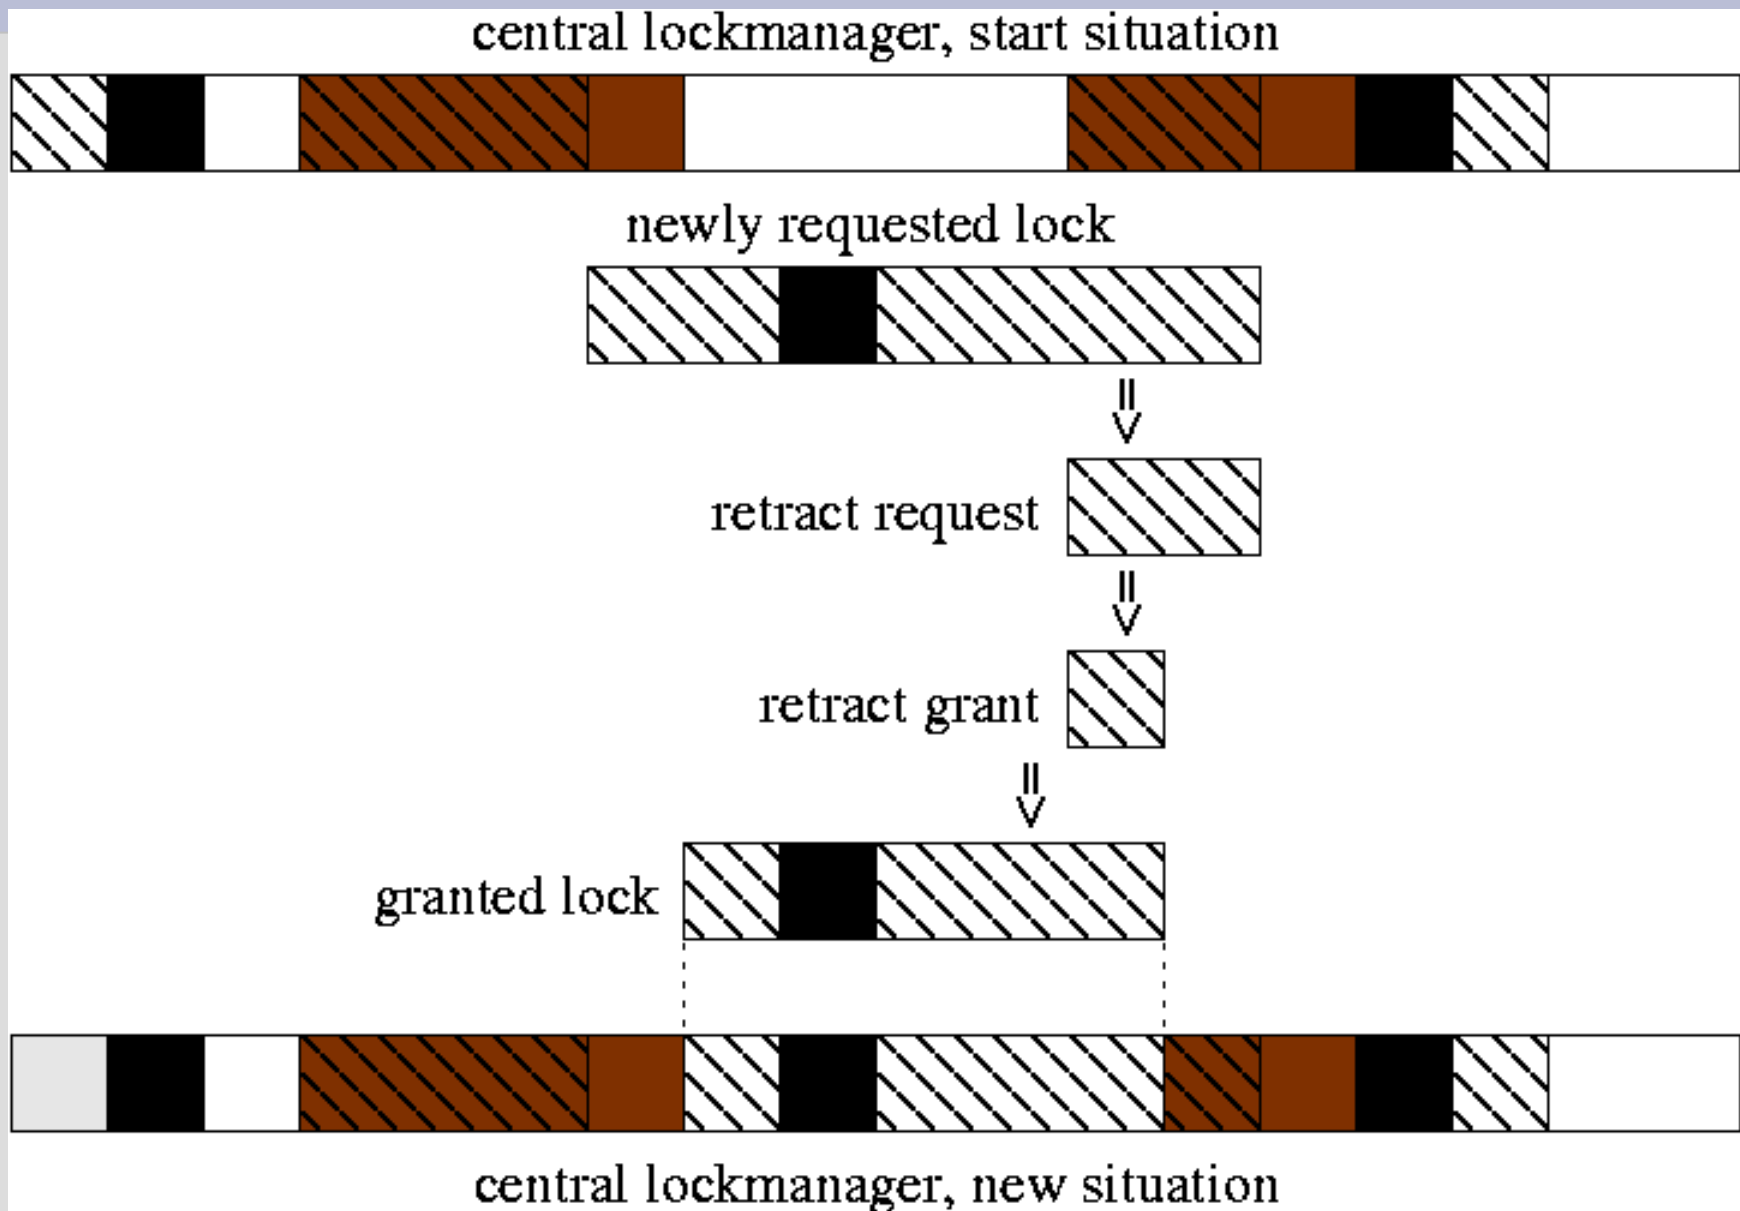 central lockmanager, start situation
newly requested lock
retract request
retract grant
granted lock
central lockmanager, new situation